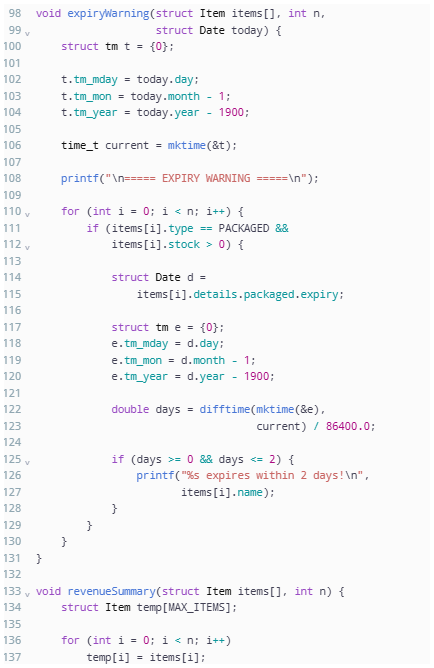 98 void expiryWarning(struct Item items[], int n,
99                    struct Date today) {
100     struct tm t = {0};
101
102     t.tm_mday = today.day;
103     t.tm_mon = today.month - 1;
104     t.tm_year = today.year - 1900;
105
106     time_t current = mktime(&t);
107
108     printf("\n===== EXPIRY WARNING =====\n");
109
110     for (int i = 0; i < n; i++) {
111         if (items[i].type == PACKAGED &&
112             items[i].stock > 0) {
113
114             struct Date d =
115                 items[i].details.packaged.expiry;
116
117             struct tm e = {0};
118             e.tm_mday = d.day;
119             e.tm_mon = d.month - 1;
120             e.tm_year = d.year - 1900;
121
122             double days = difftime(mktime(&e),
123                                    current) / 86400.0;
124
125             if (days >= 0 && days <= 2) {
126                 printf("%s expires within 2 days!\n",
127                        items[i].name);
128             }
129         }
130     }
131 }
132
133 void revenueSummary(struct Item items[], int n) {
134     struct Item temp[MAX_ITEMS];
135
136     for (int i = 0; i < n; i++)
137         temp[i] = items[i];